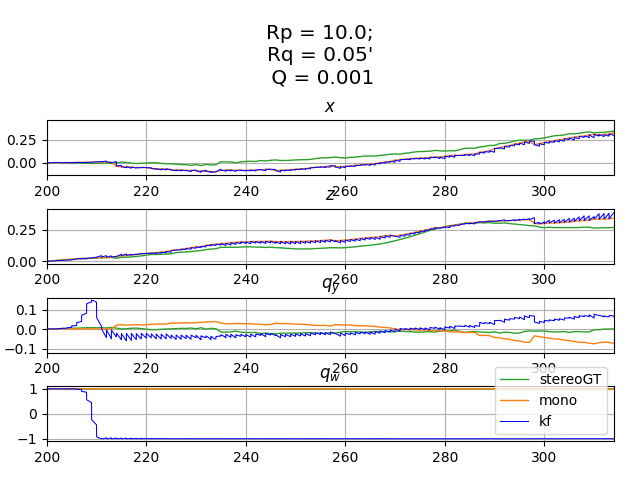 Rp = 10.0;
Rq = 0.05'
Q = 0.001
x
0.25
0.00
200 220 240 260 280 300
z
0.25
0.00
200 220 240 260 280 300
q_y
0.1
0.0
−0.1
200 220 240 260 280 300
q_w
1
0
−1
200 220 240 260 280 300
stereoGT
mono
kf